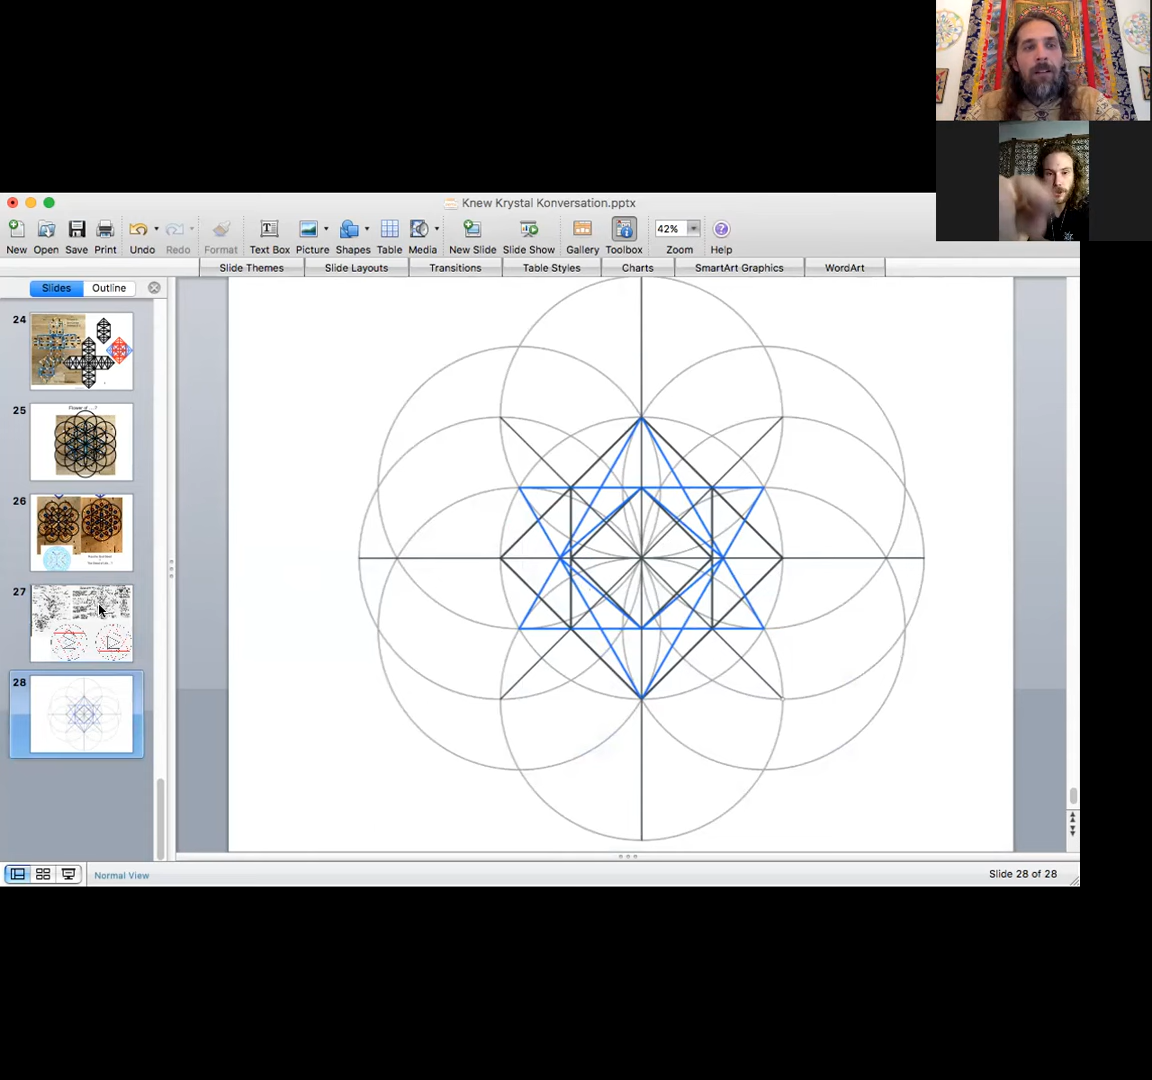 Knew Krystal Konversation.pptx
New Open Save Print Undo Redo Format Text Box Picture Shapes Table Media New Slide Slide Show Gallery Toolbox 42% Zoom Help
Slide Themes Slide Layouts Transitions Table Styles Charts SmartArt Graphics WordArt
Slides Outline
24
25
Flower of ... ?
26
27
28
Normal View
Slide 28 of 28